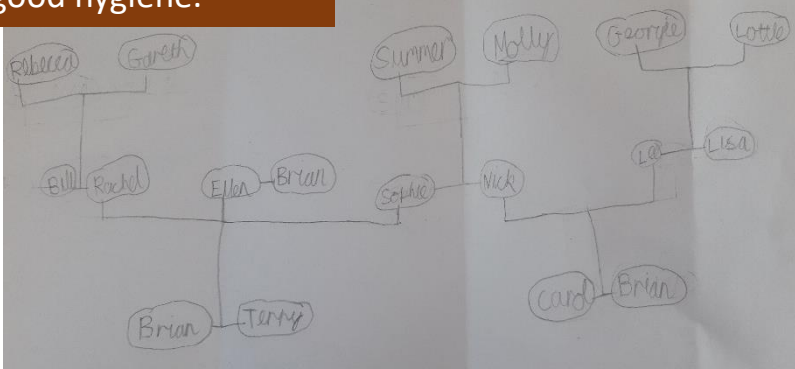 good hygiene.
Rebecca Gareth Summer Molly Georgie Lottie
Bill Rachel Ellen Brian Sophie Nick Lee Lisa
Brian Terry Carol Brian